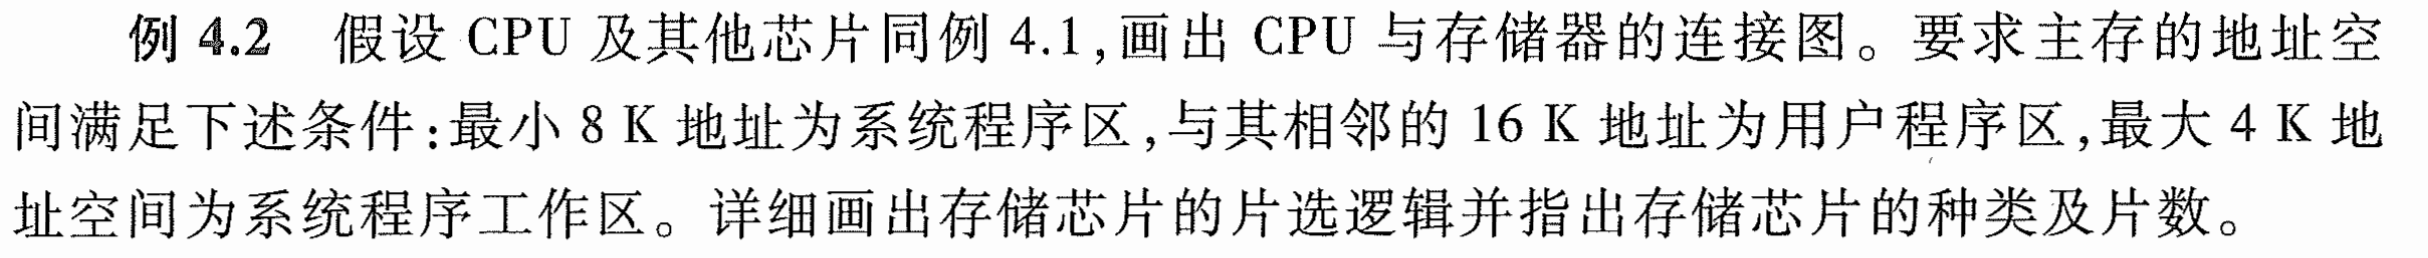 例 4.2 假设 CPU 及其他芯片同例 4.1,画出 CPU 与存储器的连接图。要求主存的地址空
间满足下述条件:最小 8 K 地址为系统程序区,与其相邻的 16 K 地址为用户程序区,最大 4 K 地
址空间为系统程序工作区。详细画出存储芯片的片选逻辑并指出存储芯片的种类及片数。